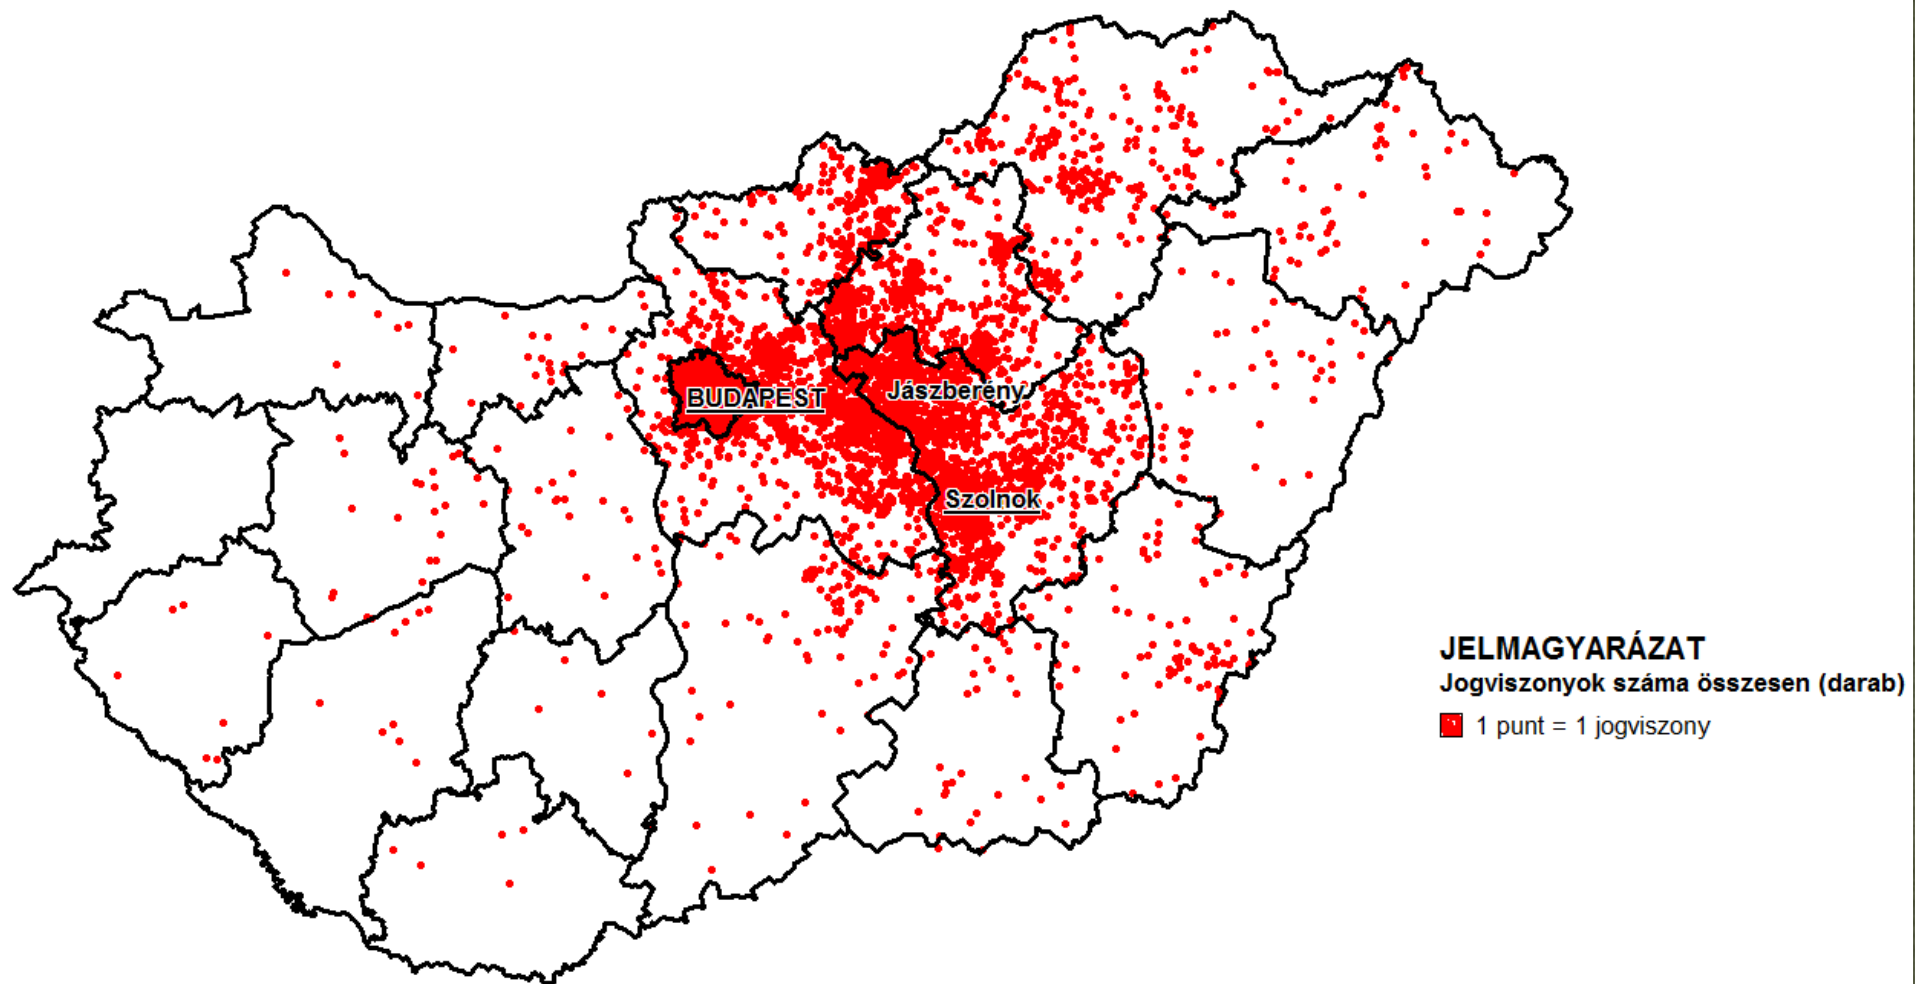 BUDAPEST
Jászberény
Szolnok
JELMAGYARÁZAT
Jogviszonyok száma összesen (darab)
1 punt = 1 jogviszony